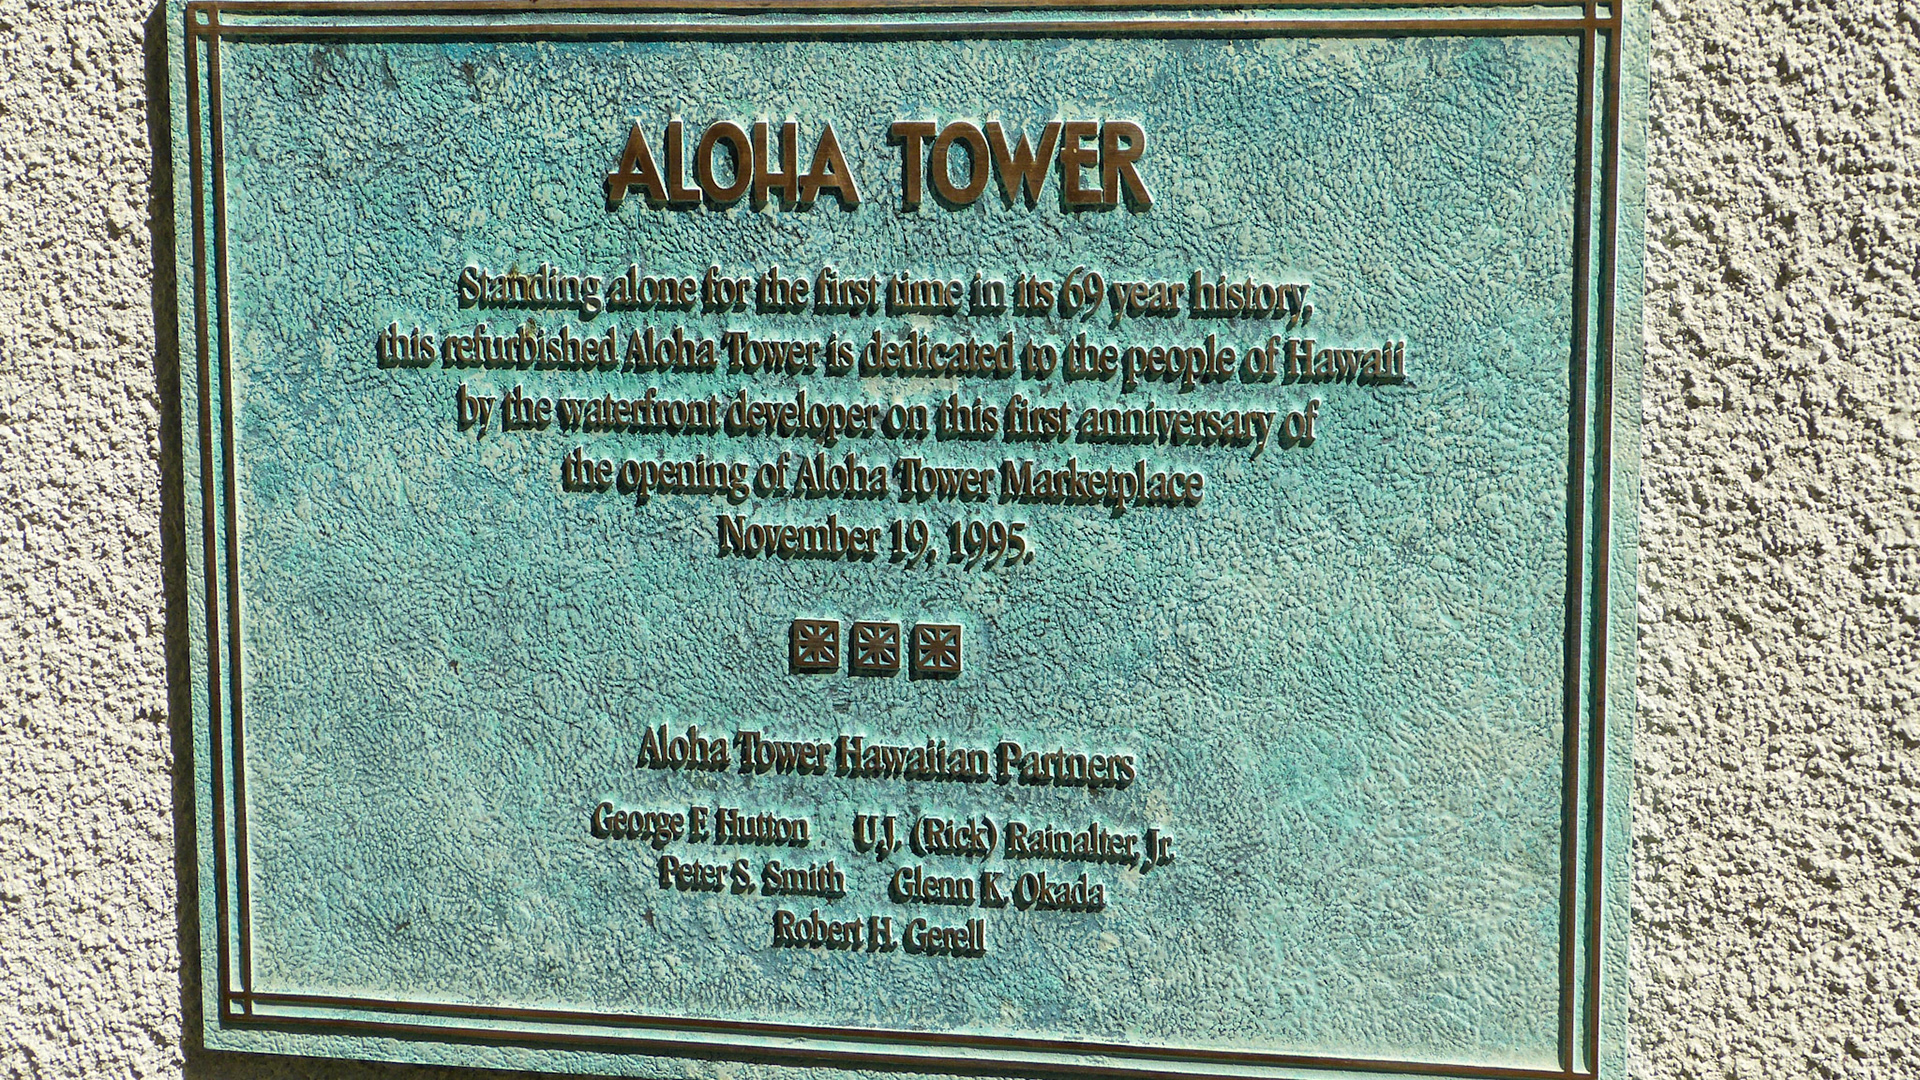 ALOHA TOWER
Standing alone for the first time in its 69 year history,
this refurbished Aloha Tower is dedicated to the people of Hawaii
by the waterfront developer on this first anniversary of
the opening of Aloha Tower Marketplace
November 19, 1995.
Aloha Tower Hawaiian Partners
George F. Hutton U.J. (Rick) Rainalter, Jr.
Peter S. Smith Glenn K. Okada
Robert H. Gerell